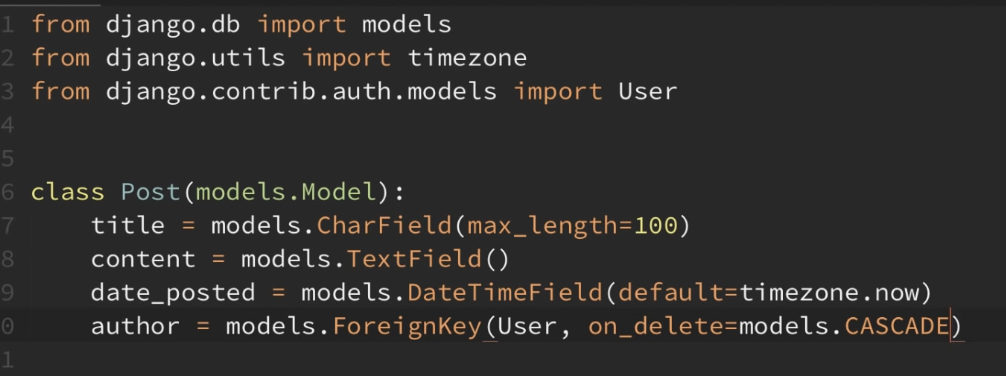 1 from django.db import models
2 from django.utils import timezone
3 from django.contrib.auth.models import User
4
5
6 class Post(models.Model):
7     title = models.CharField(max_length=100)
8     content = models.TextField()
9     date_posted = models.DateTimeField(default=timezone.now)
0     author = models.ForeignKey(User, on_delete=models.CASCADE)
1